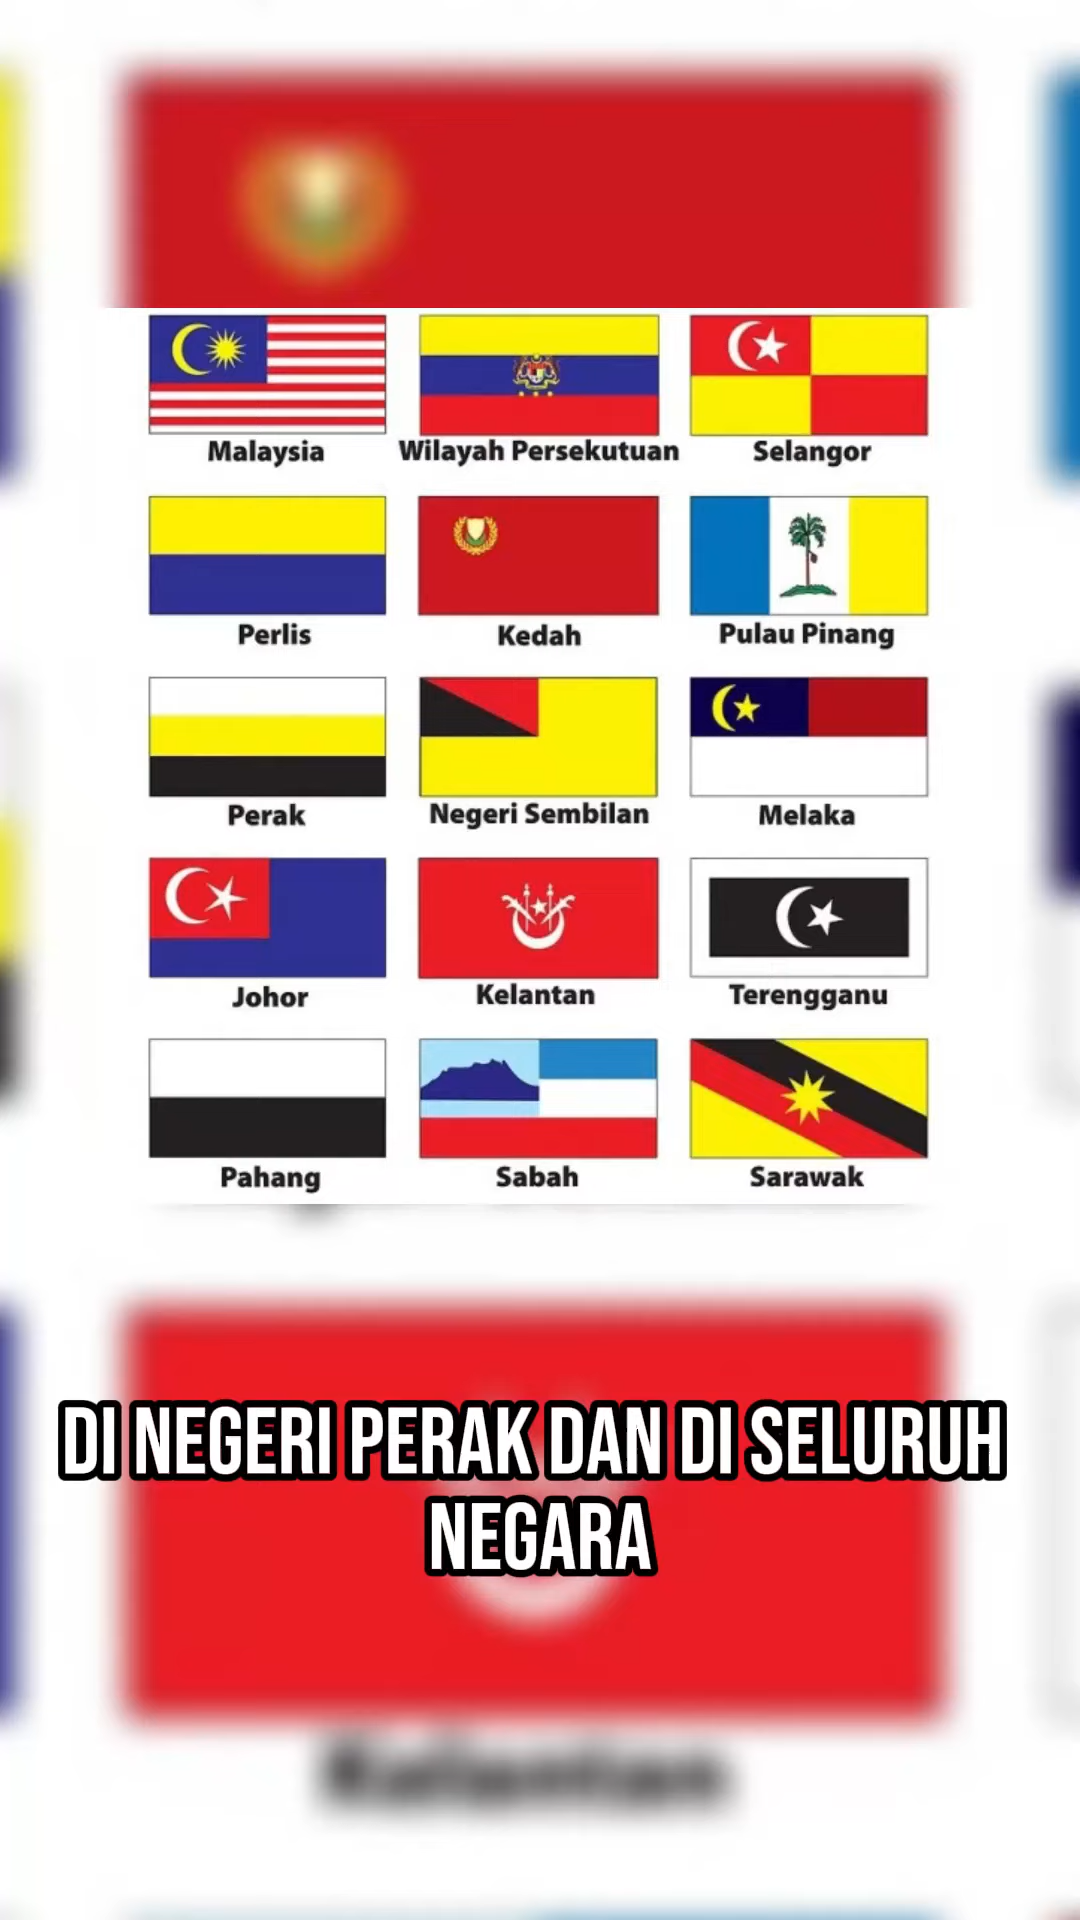 Malaysia
Wilayah Persekutuan
Selangor
Perlis
Kedah
Pulau Pinang
Perak
Negeri Sembilan
Melaka
Johor
Kelantan
Terengganu
Pahang
Sabah
Sarawak
DI NEGERI PERAK DAN DI SELURUH
NEGARA
Kelantan